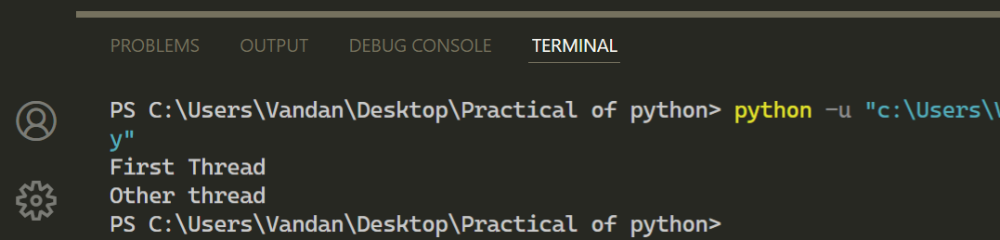 PROBLEMS OUTPUT DEBUG CONSOLE TERMINAL
PS C:\Users\Vandan\Desktop\Practical of python> python -u "c:\Users\V
y"
First Thread
Other thread
PS C:\Users\Vandan\Desktop\Practical of python>